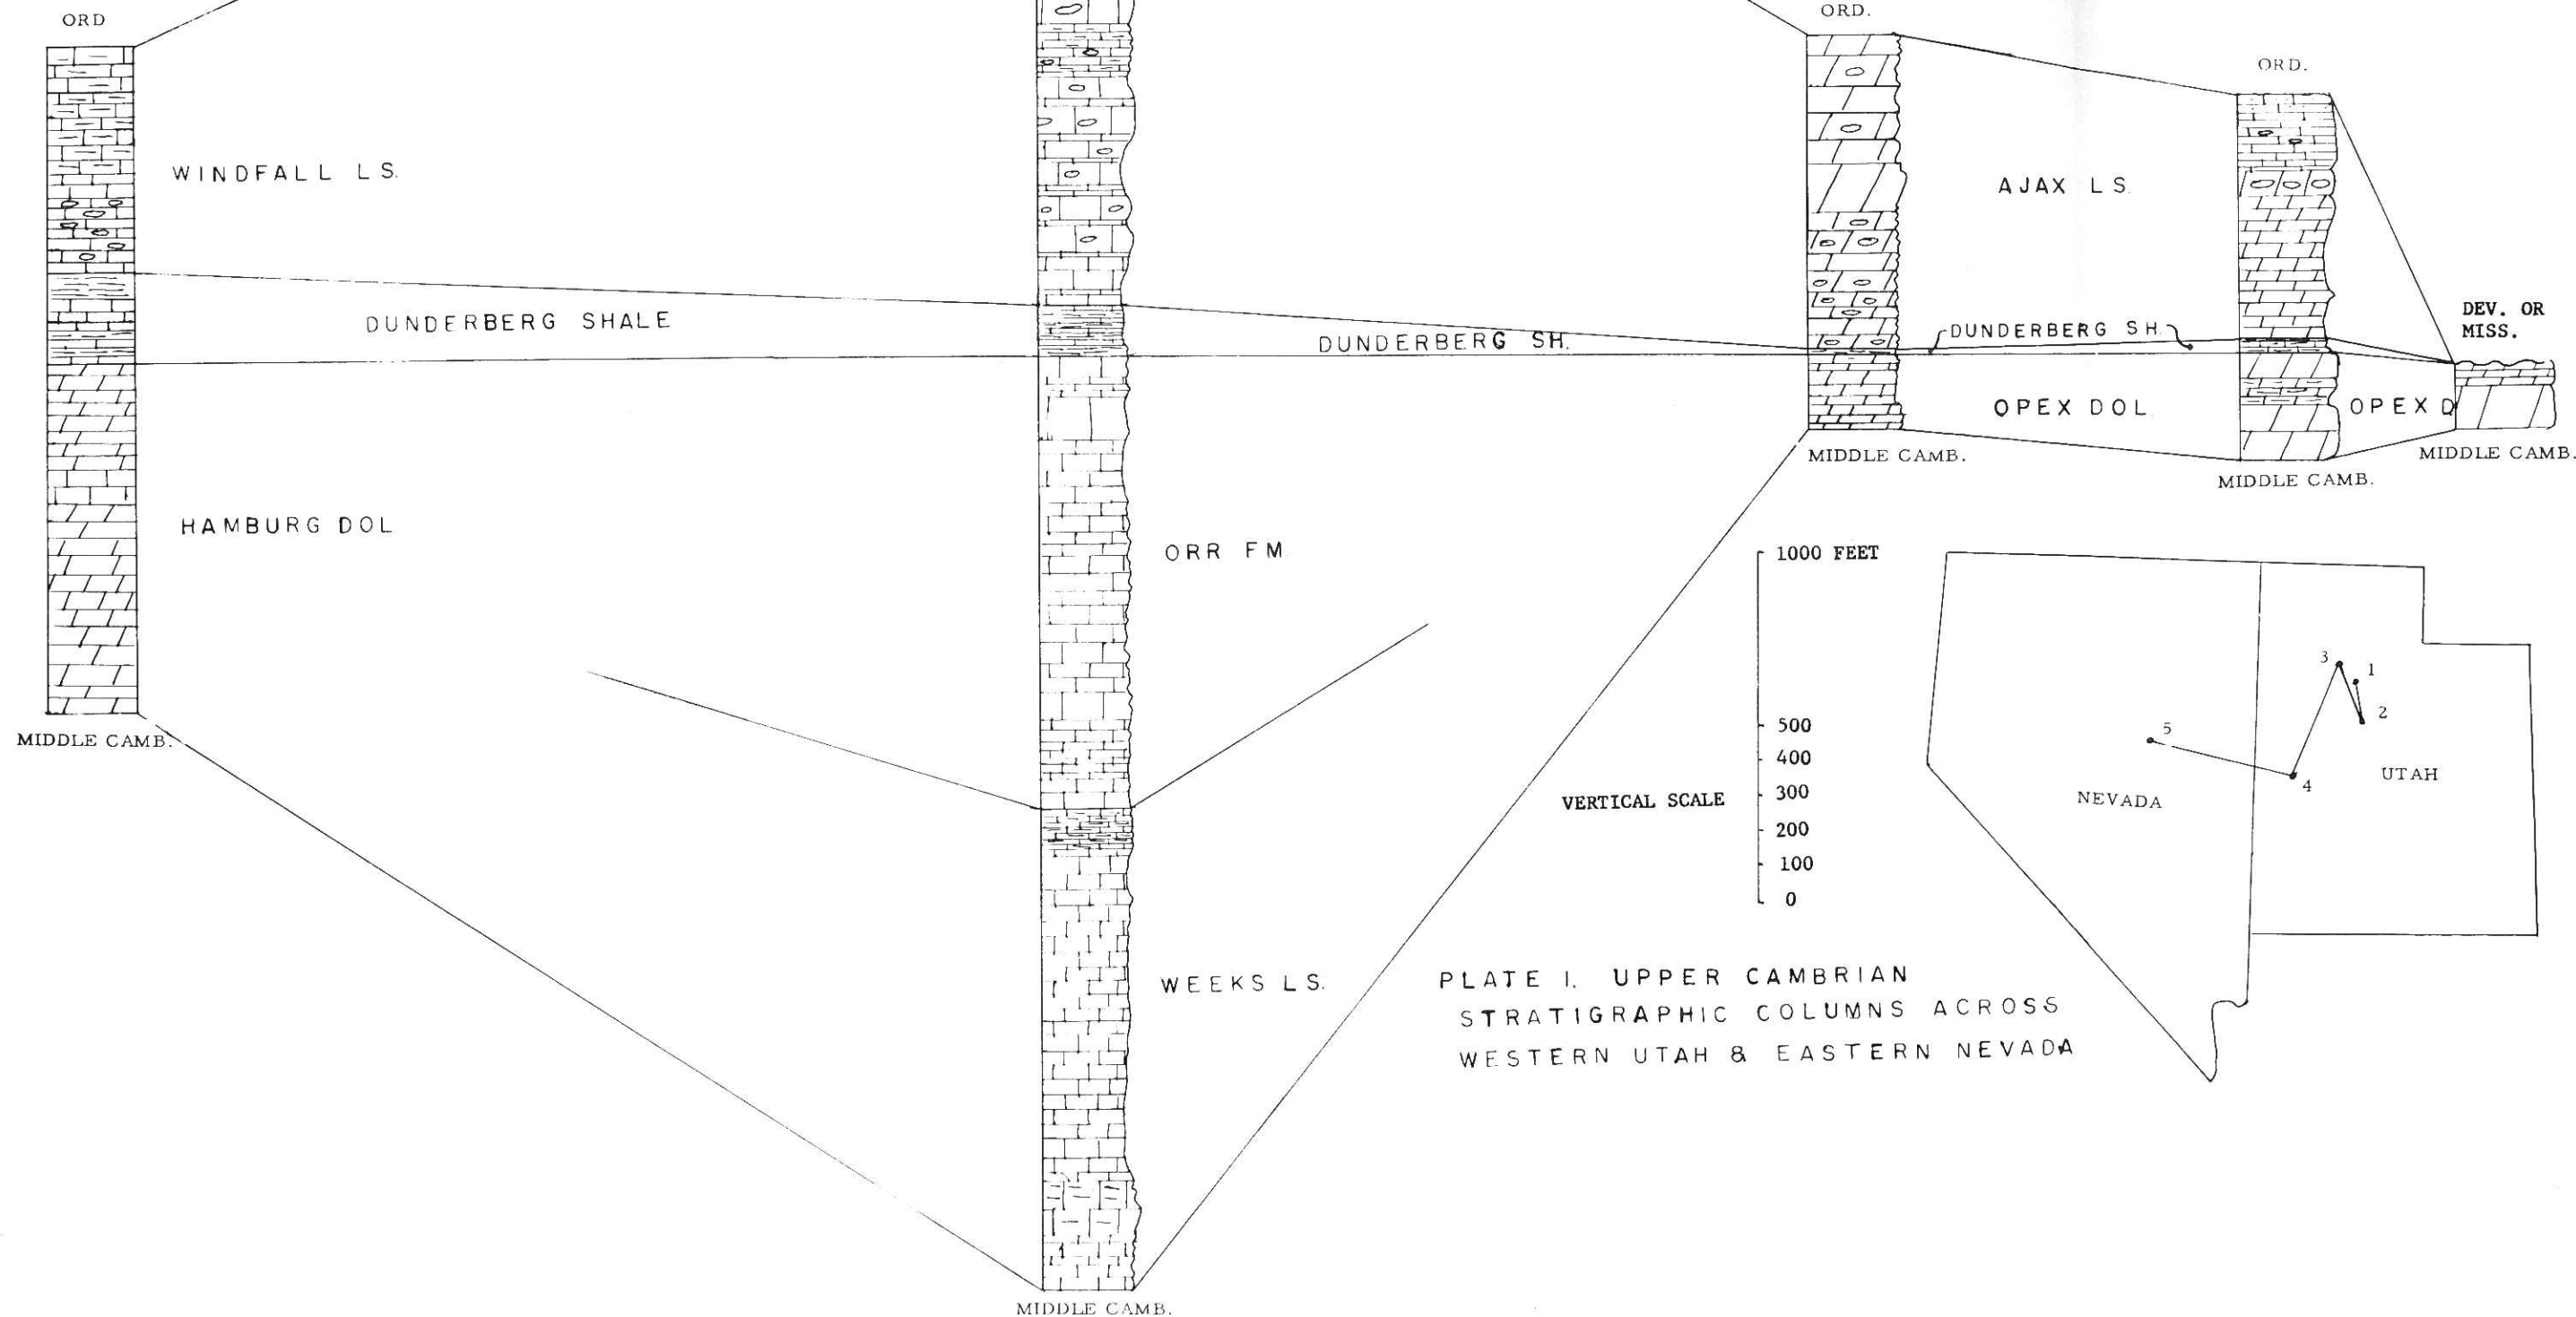 ORD
ORD.
ORD.
WINDFALL LS.
AJAX LS.
DUNDERBERG SHALE
DUNDERBERG SH.
DUNDERBERG SH.
DEV. OR
MISS.
OPEX DOL
OPEX D
MIDDLE CAMB.
MIDDLE CAMB.
MIDDLE CAMB.
HAMBURG DOL
ORR FM
MIDDLE CAMB.
WEEKS LS.
MIDDLE CAMB.
1000 FEET
500
400
300
VERTICAL SCALE
200
100
0
3
1
2
5
4
UTAH
NEVADA
PLATE I. UPPER CAMBRIAN
STRATIGRAPHIC COLUMNS ACROSS
WESTERN UTAH & EASTERN NEVADA